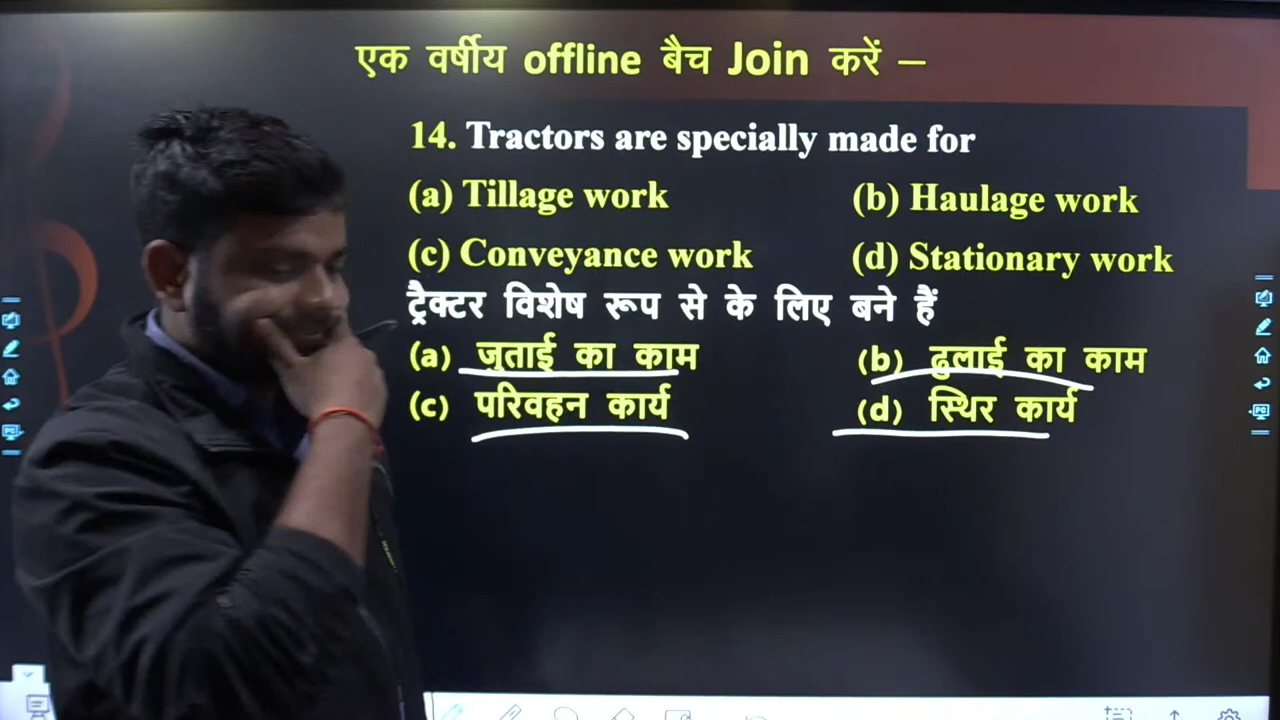 एक वर्षीय offline बैच Join करें –
14. Tractors are specially made for
(a) Tillage work (b) Haulage work
(c) Conveyance work (d) Stationary work
ट्रैक्टर विशेष रूप से के लिए बने हैं
(a) जुताई का काम (b) ढुलाई का काम
(c) परिवहन कार्य (d) स्थिर कार्य